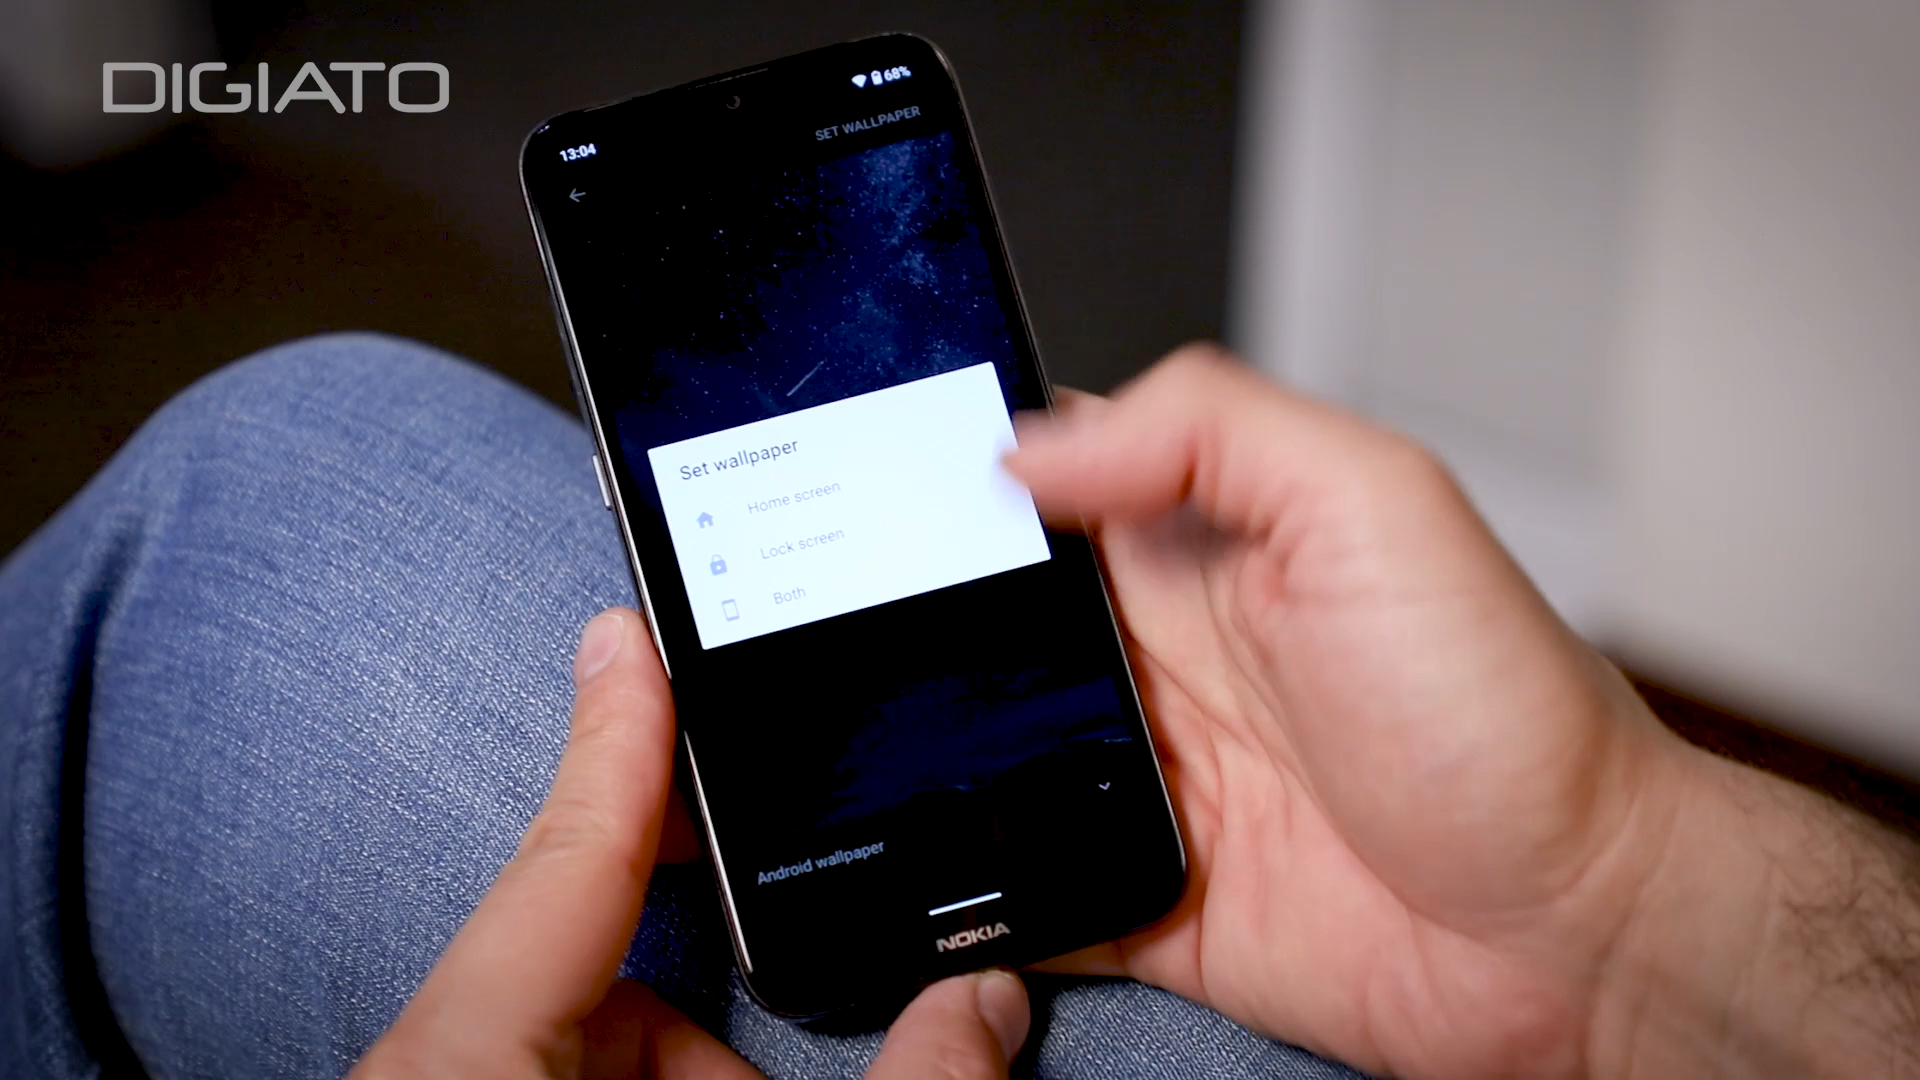 DIGIATO
68%
13:04
SET WALLPAPER
Set wallpaper
Home screen
Lock screen
Both
Android wallpaper
NOKIA